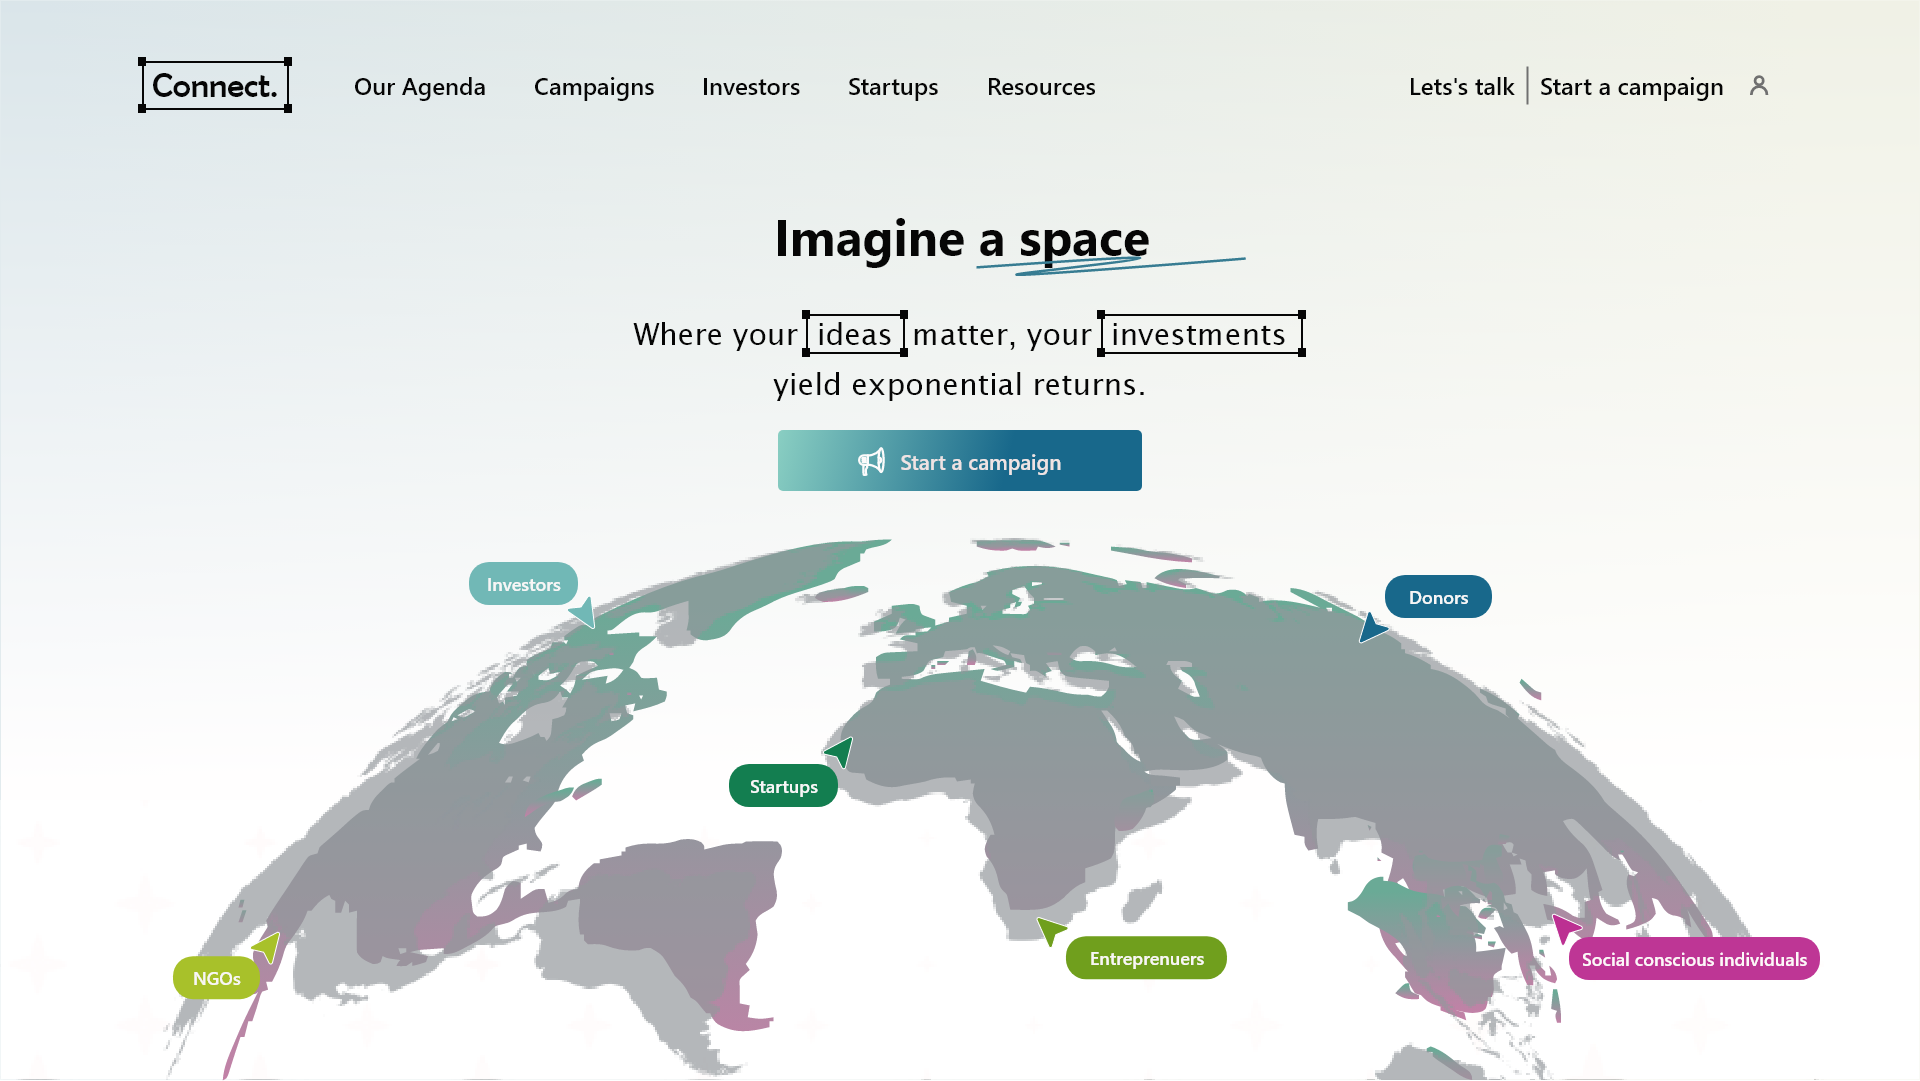 Connect.
Our Agenda
Campaigns
Investors
Startups
Resources
Lets's talk
Start a campaign
Imagine a space
Where your ideas matter, your investments
yield exponential returns.
Start a campaign
Investors
Donors
Startups
Entreprenuers
Social conscious individuals
NGOs